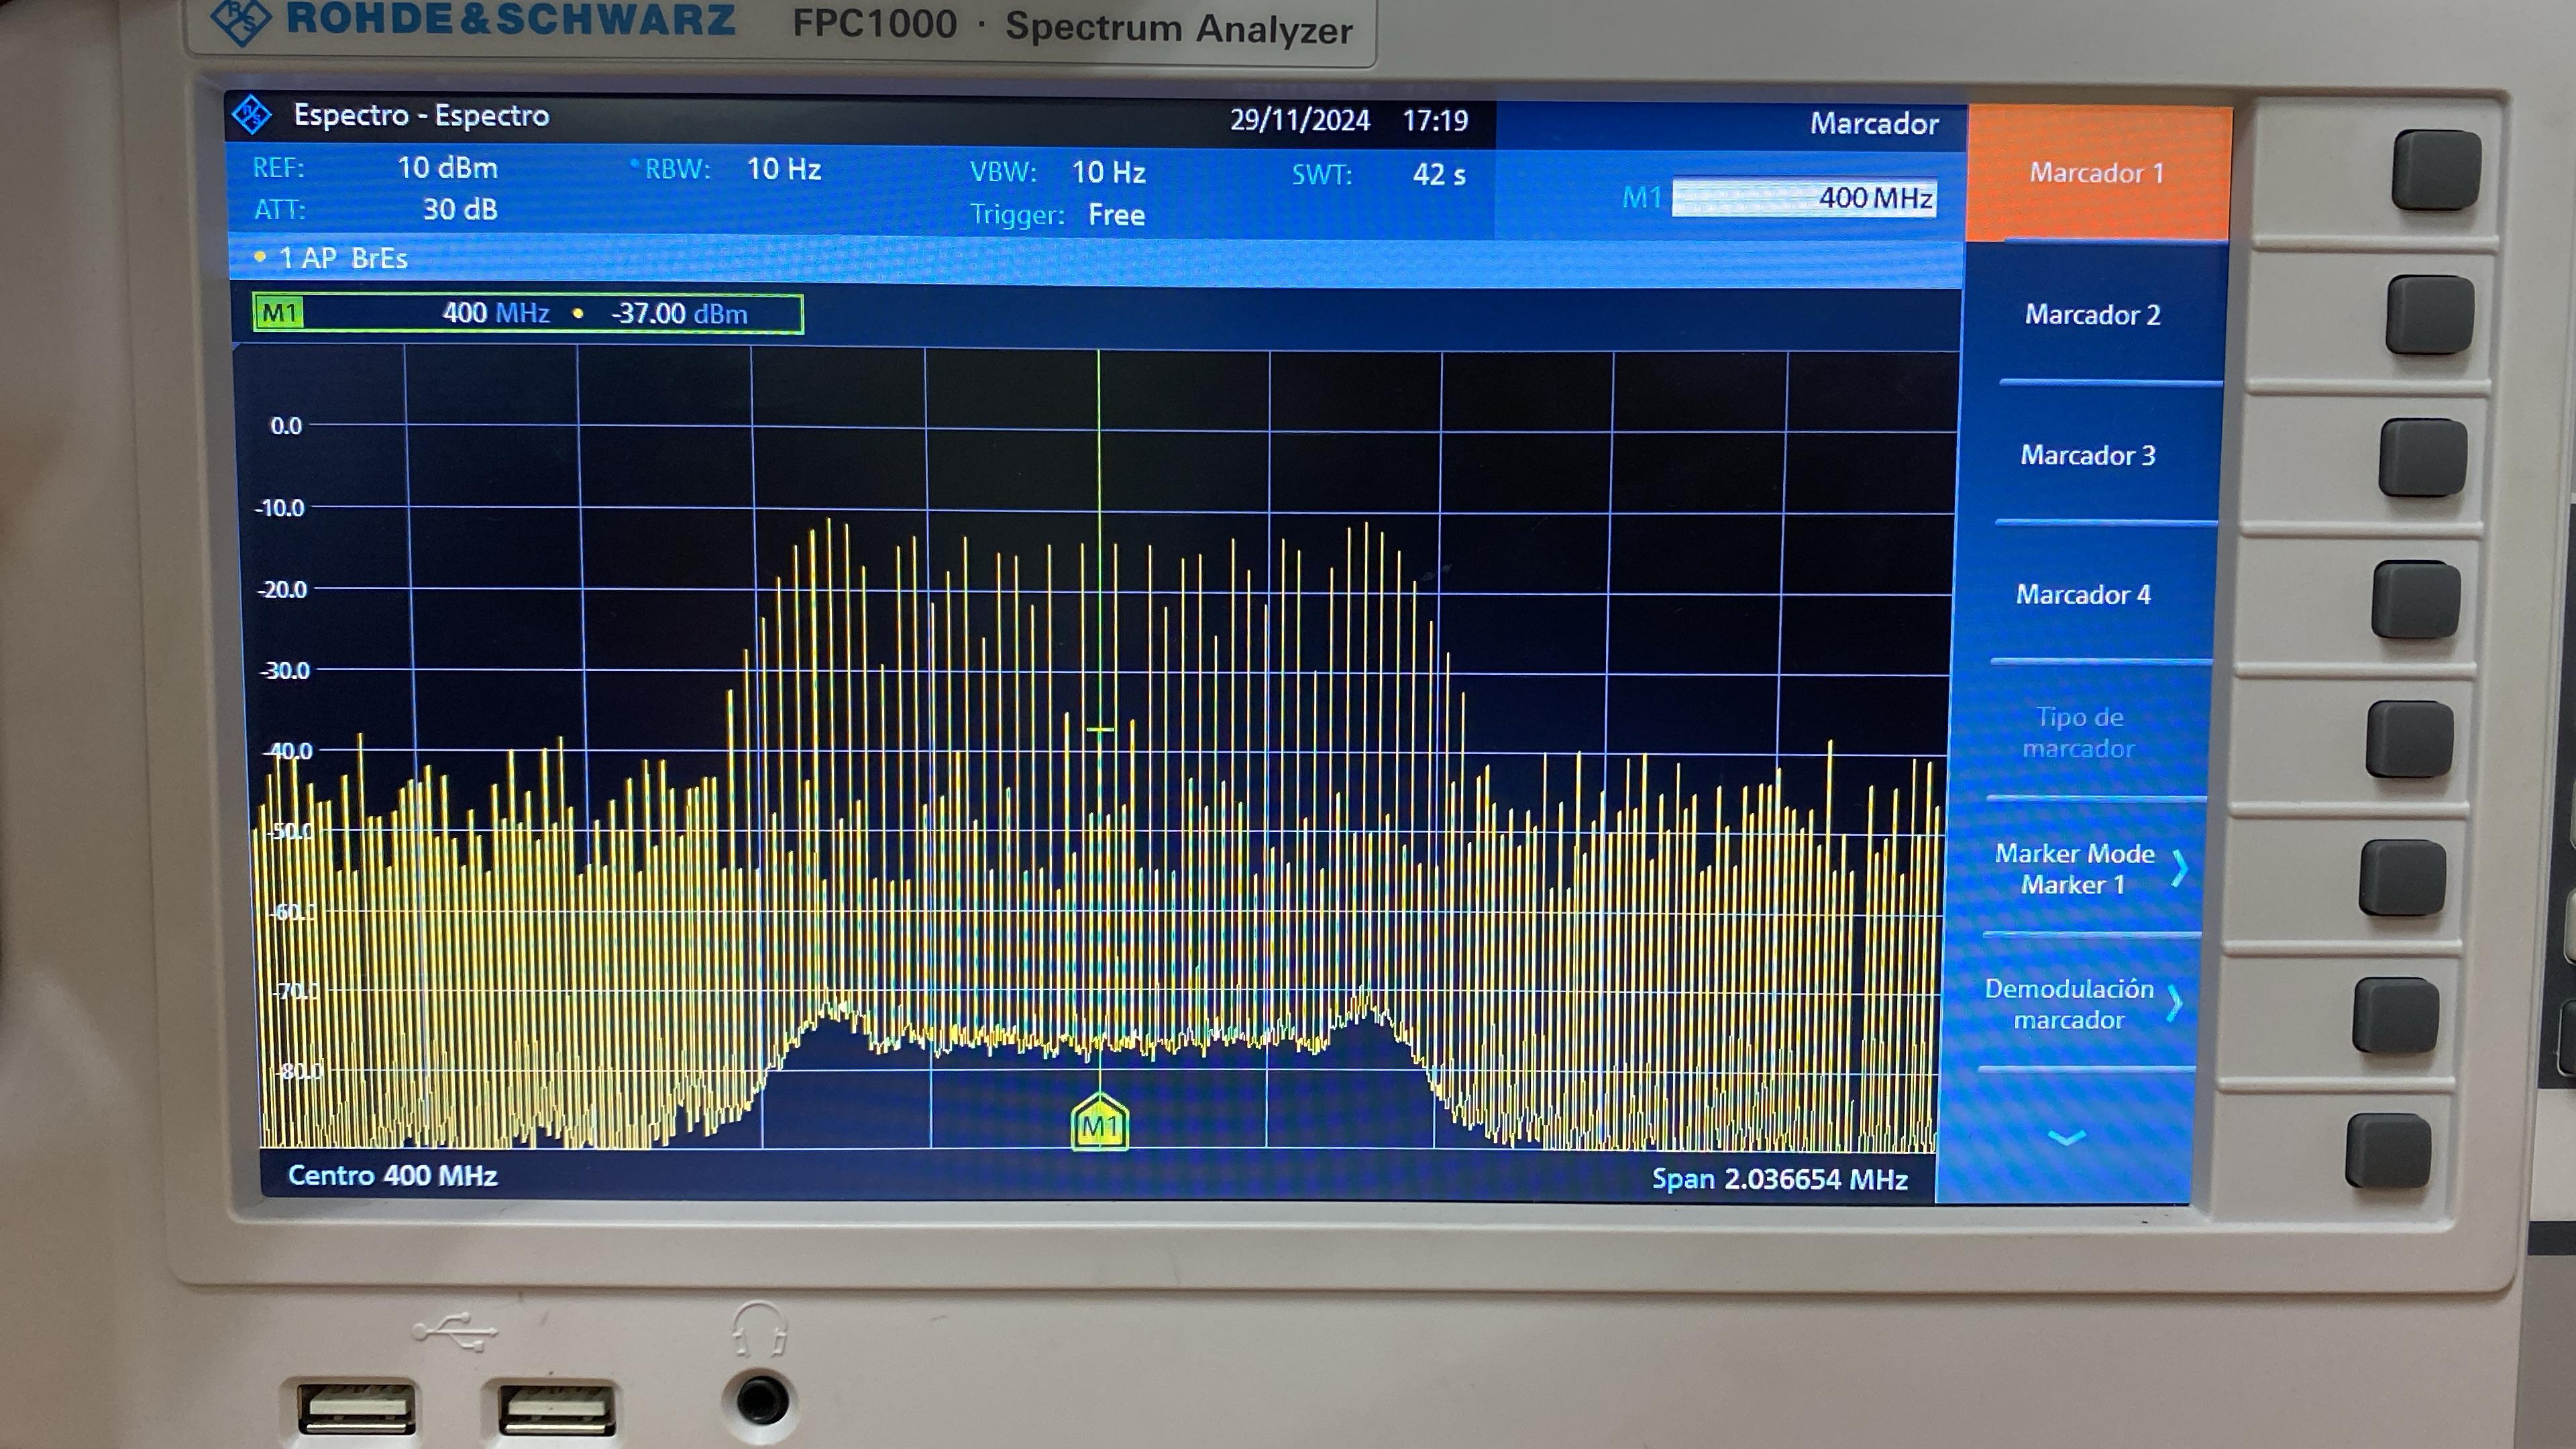 ROHDE & SCHWARZ FPC1000 · Spectrum Analyzer
Espectro - Espectro 29/11/2024 17:19 Marcador
REF: 10 dBm RBW: 10 Hz VBW: 10 Hz SWT: 42 s
ATT: 30 dB Trigger: Free
M1 400 MHz
1 AP BrEs
M1 400 MHz • -37.00 dBm
0.0
-10.0
-20.0
-30.0
-40.0
-50.0
-60.0
-70.0
-80.0
M1
Centro 400 MHz Span 2.036654 MHz
Marcador 1
Marcador 2
Marcador 3
Marcador 4
Tipo de
marcador
Marker Mode
Marker 1
Demodulación
marcador